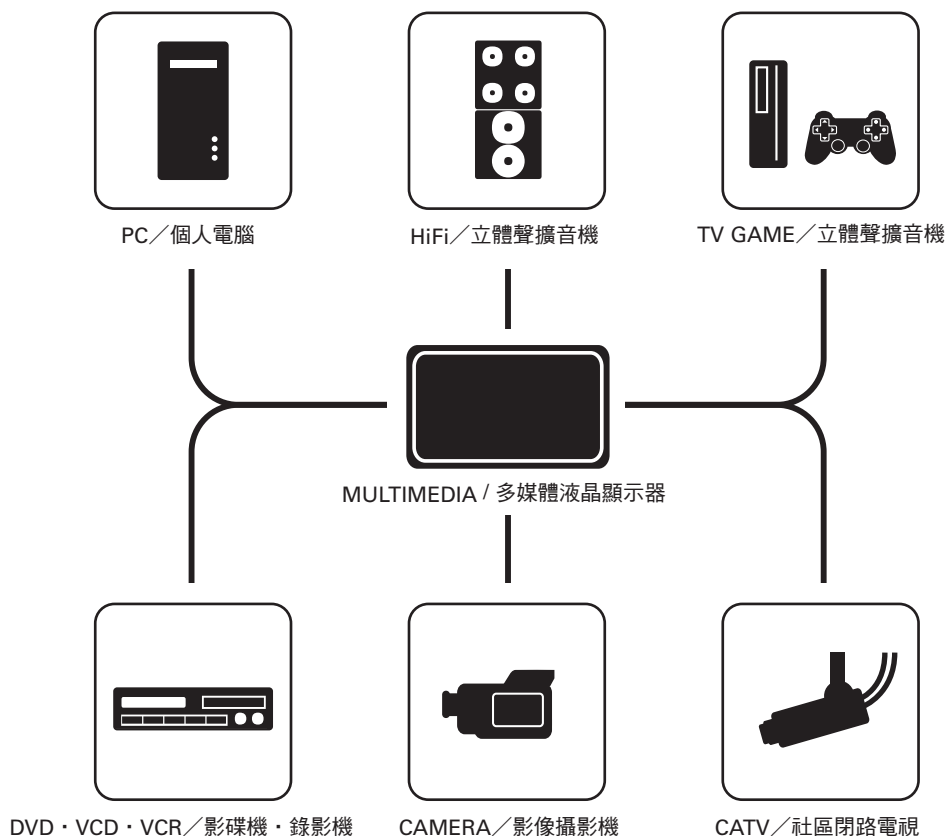 PC／個人電腦
HiFi／立體聲擴音機
TV GAME／立體聲擴音機
MULTIMEDIA / 多媒體液晶顯示器
DVD・VCD・VCR／影碟機・錄影機
CAMERA／影像攝影機
CATV／社區閉路電視